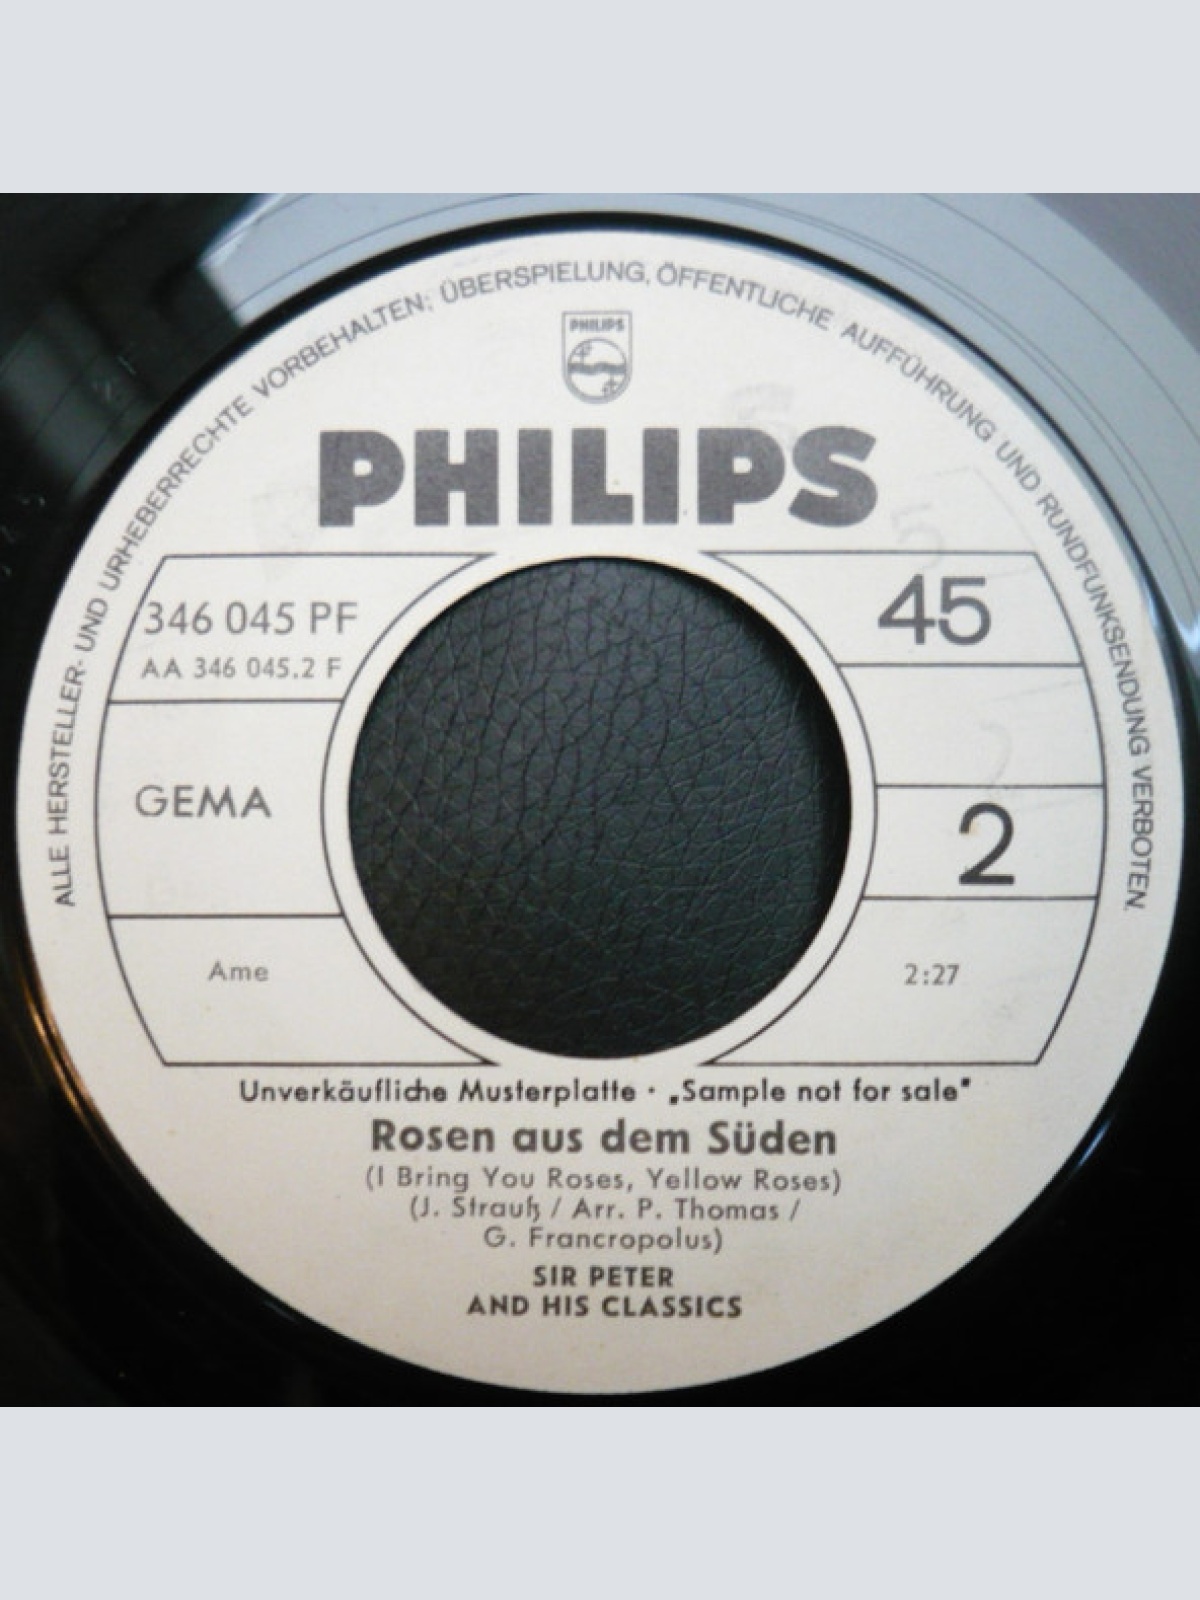 ALLE HERSTELLER- UND URHEBERRECHTE VORBEHALTEN; ÜBERSPIELUNG, ÖFFENTLICHE AUFFÜHRUNG UND RUNDFUNKSENDUNG VERBOTEN.
PHILIPS
PHILIPS
346 045 PF
AA 346 045.2 F
45
GEMA
2
Ame
2:27
Unverkäufliche Musterplatte · „Sample not for sale"
Rosen aus dem Süden
(I Bring You Roses, Yellow Roses)
(J. Strauß / Arr. P. Thomas /
G. Francropolus)
SIR PETER
AND HIS CLASSICS